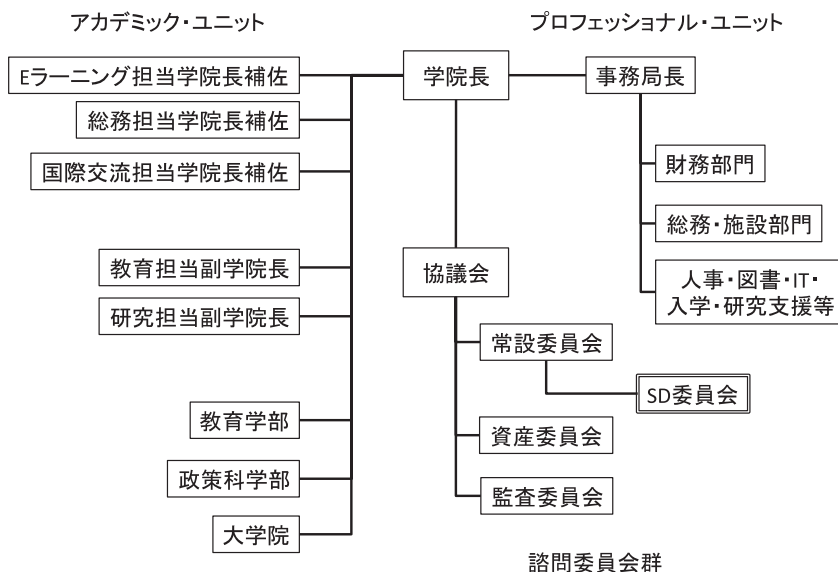 アカデミック・ユニット
プロフェッショナル・ユニット
Eラーニング担当学院長補佐
学院長
事務局長
総務担当学院長補佐
国際交流担当学院長補佐
財務部門
総務・施設部門
教育担当副学院長
協議会
人事・図書・IT・
入学・研究支援等
研究担当副学院長
常設委員会
SD委員会
教育学部
資産委員会
政策科学部
監査委員会
大学院
諮問委員会群